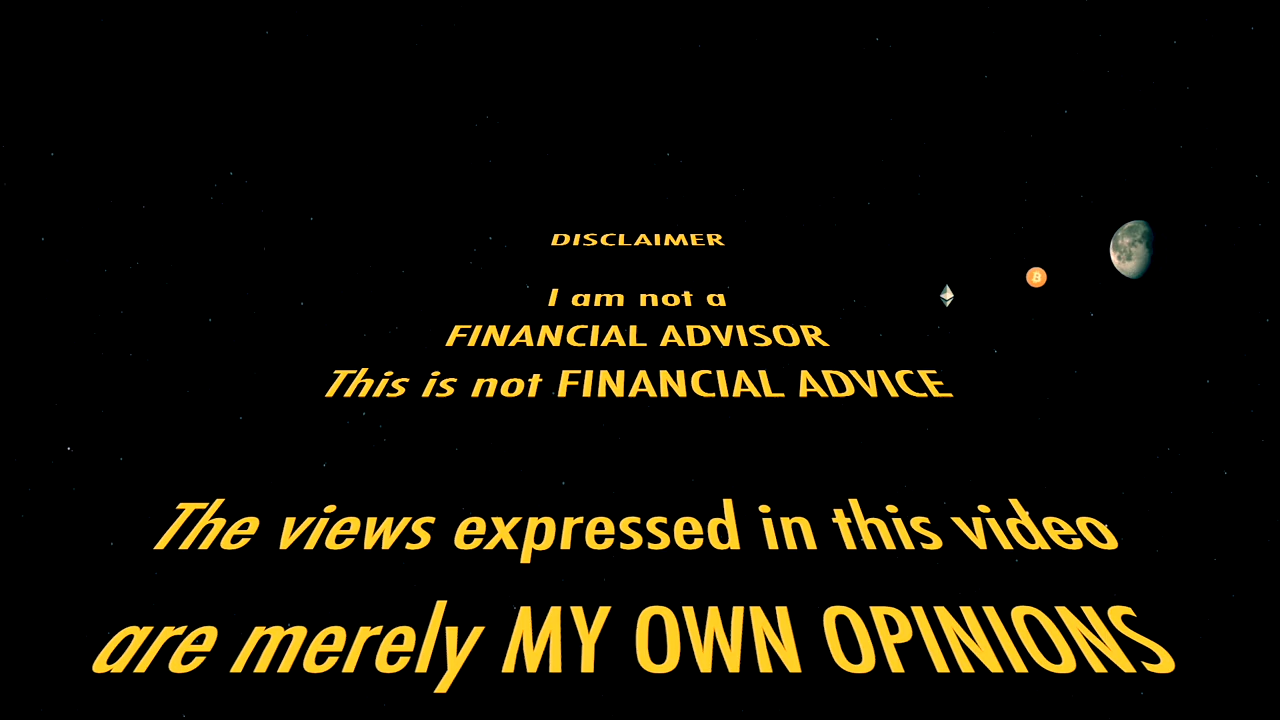 DISCLAIMER
I am not a
FINANCIAL ADVISOR
This is not FINANCIAL ADVICE
The views expressed in this video
are merely MY OWN OPINIONS